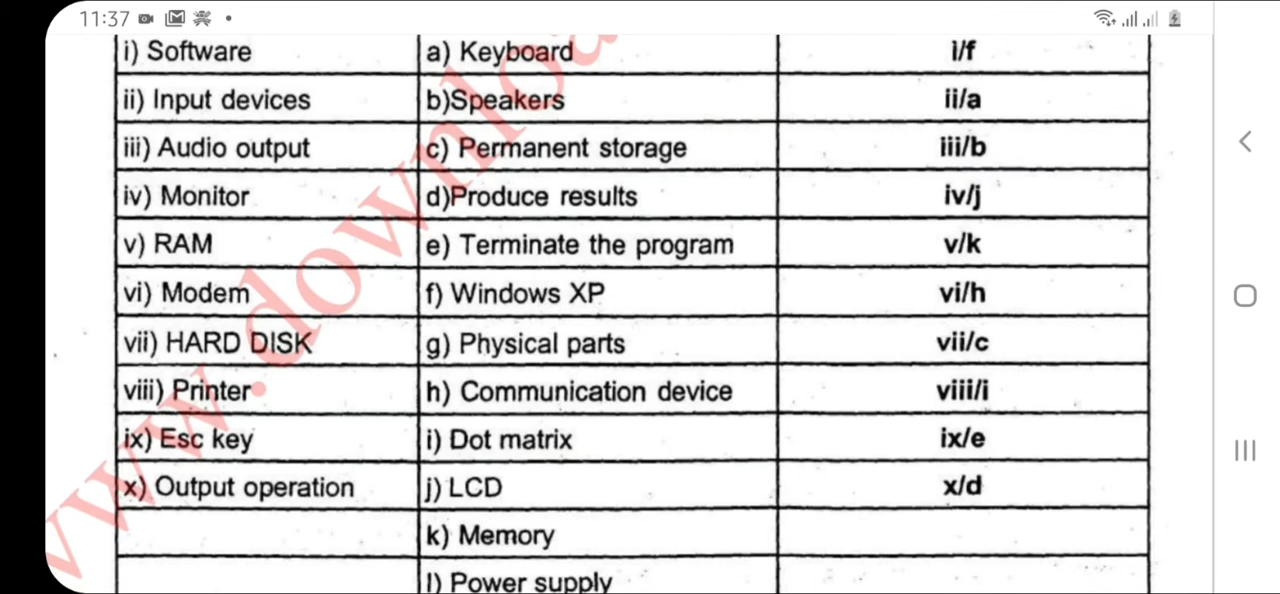 11:37
i) Software a) Keyboard i/f
ii) Input devices b)Speakers ii/a
iii) Audio output c) Permanent storage iii/b
iv) Monitor d)Produce results iv/j
v) RAM e) Terminate the program v/k
vi) Modem f) Windows XP vi/h
vii) HARD DISK g) Physical parts vii/c
viii) Printer h) Communication device viii/i
ix) Esc key i) Dot matrix ix/e
x) Output operation j) LCD x/d
k) Memory
l) Power supply